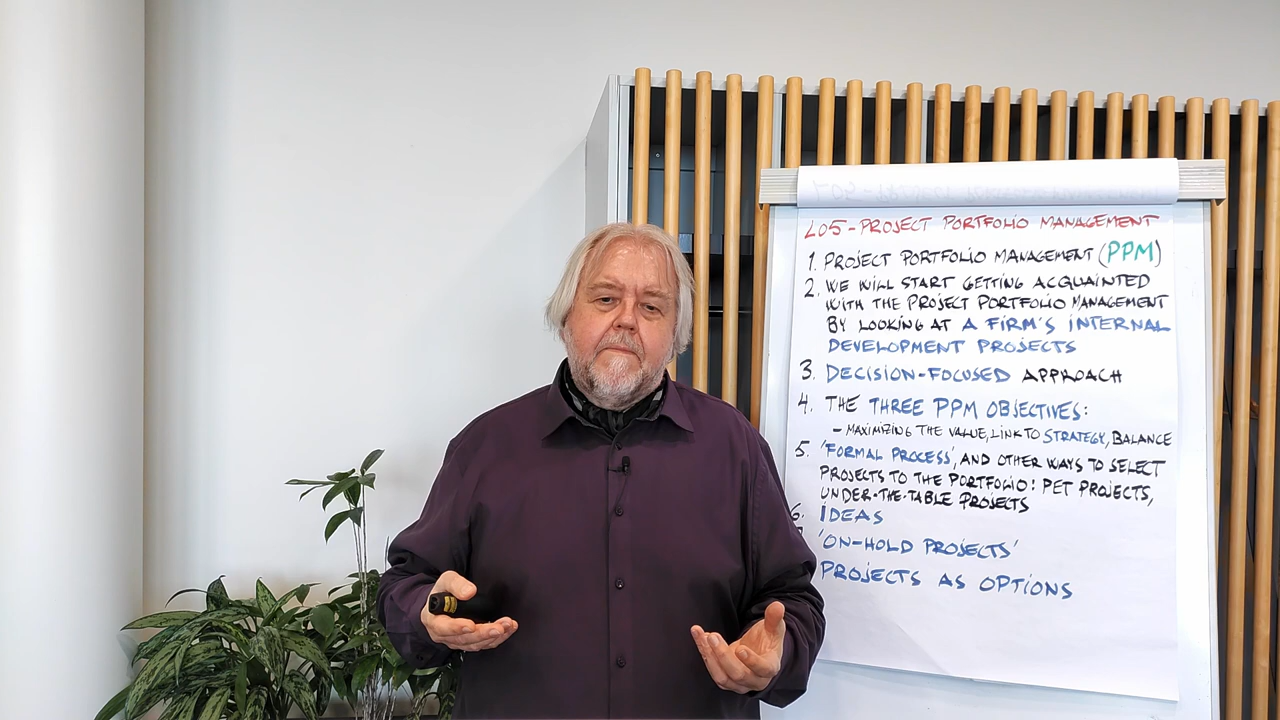 L05-PROJECT PORTFOLIO MANAGEMENT
1. PROJECT PORTFOLIO MANAGEMENT (PPM)
2. WE WILL START GETTING ACQUAINTED
WITH THE PROJECT PORTFOLIO MANAGEMENT
BY LOOKING AT A FIRM'S INTERNAL
DEVELOPMENT PROJECTS
3. DECISION-FOCUSED APPROACH
4. THE THREE PPM OBJECTIVES:
- MAXIMIZING THE VALUE, LINK TO STRATEGY, BALANCE
5. 'FORMAL PROCESS', AND OTHER WAYS TO SELECT
PROJECTS TO THE PORTFOLIO: PET PROJECTS,
UNDER-THE-TABLE PROJECTS
6. IDEAS
'ON-HOLD PROJECTS'
PROJECTS AS OPTIONS